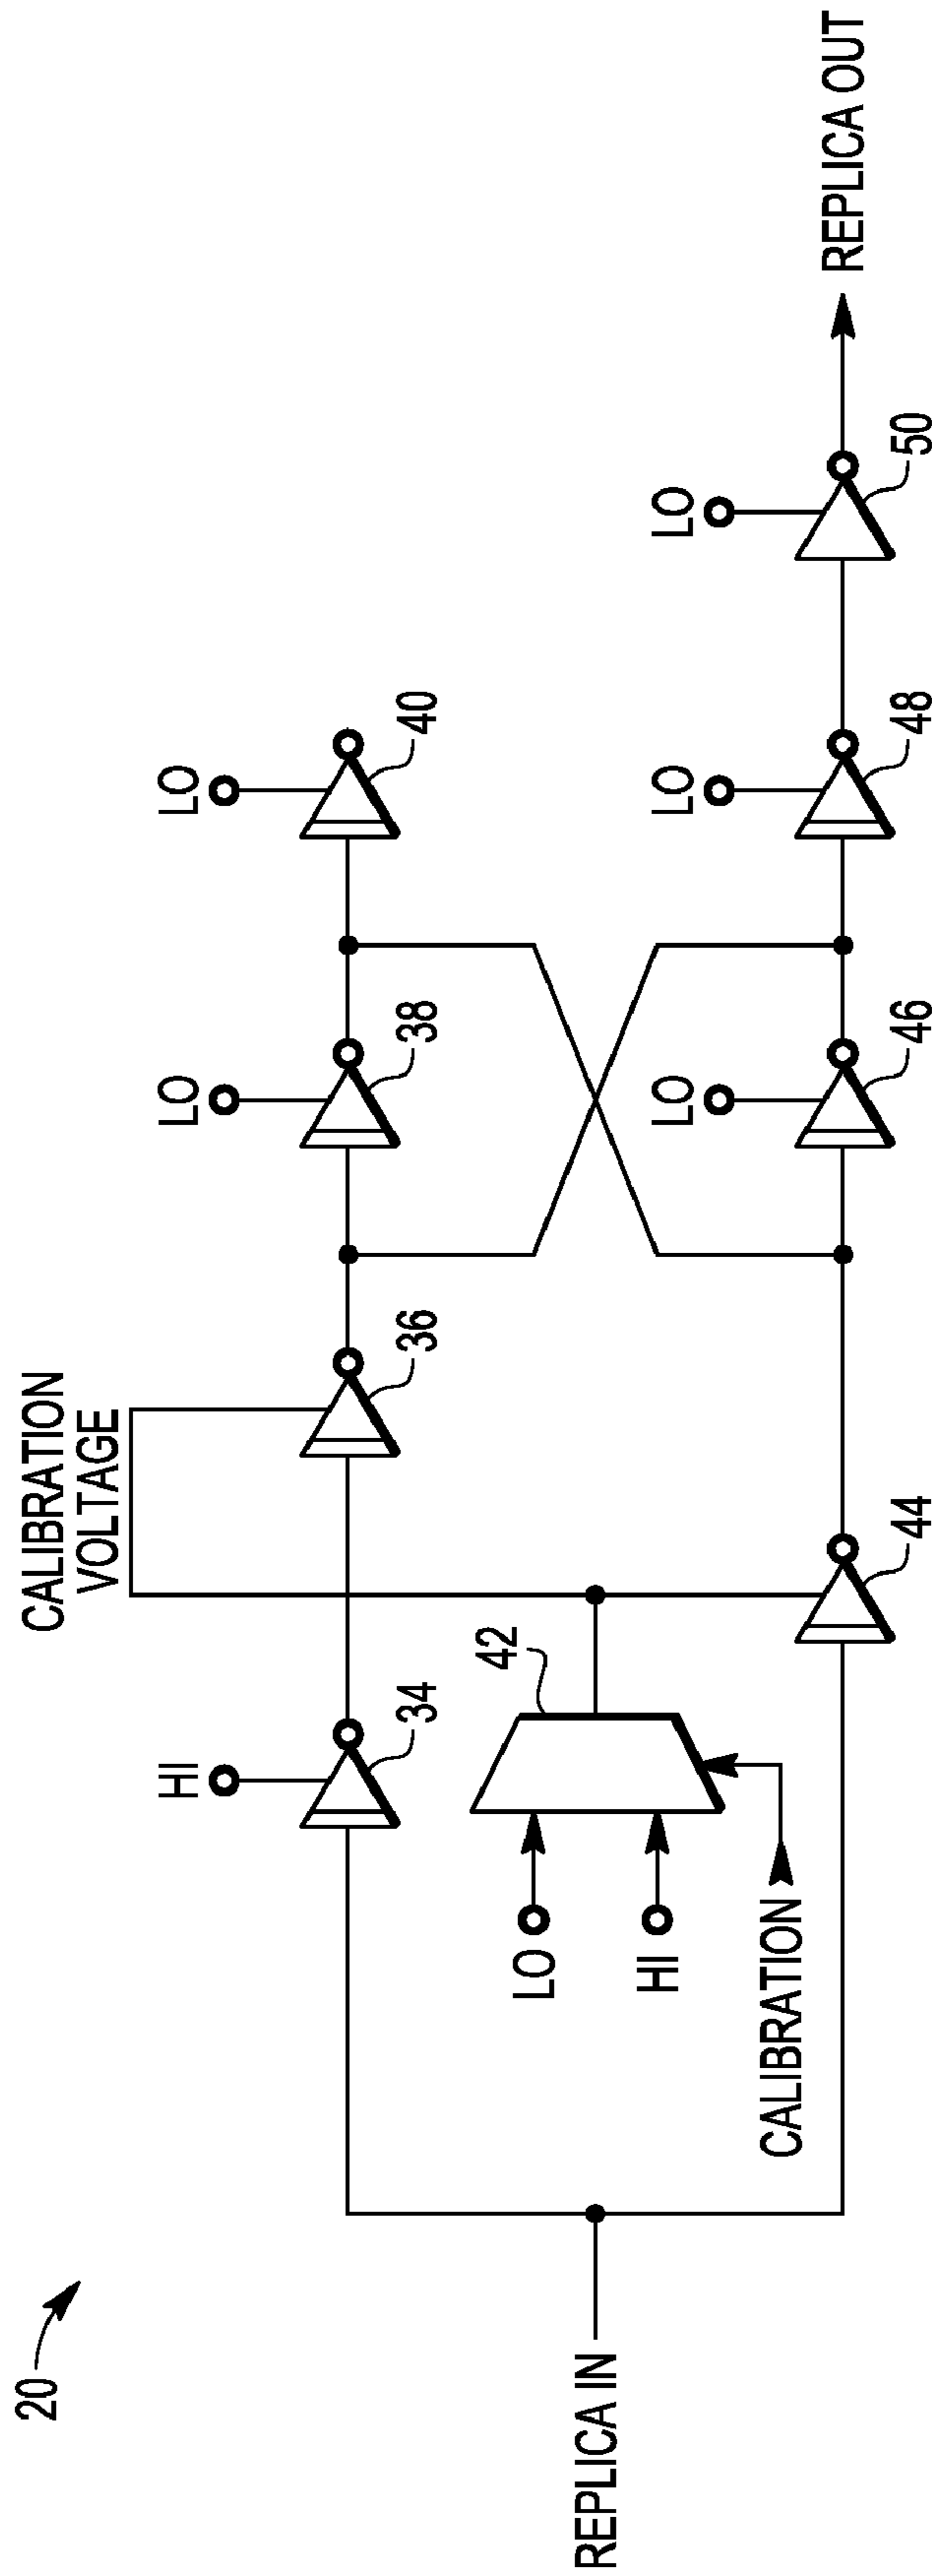 20
REPLICA IN
CALIBRATION
VOLTAGE
HI
34
36
LO
38
LO
40
LO
HI
42
CALIBRATION
44
LO
46
LO
48
LO
50
REPLICA OUT